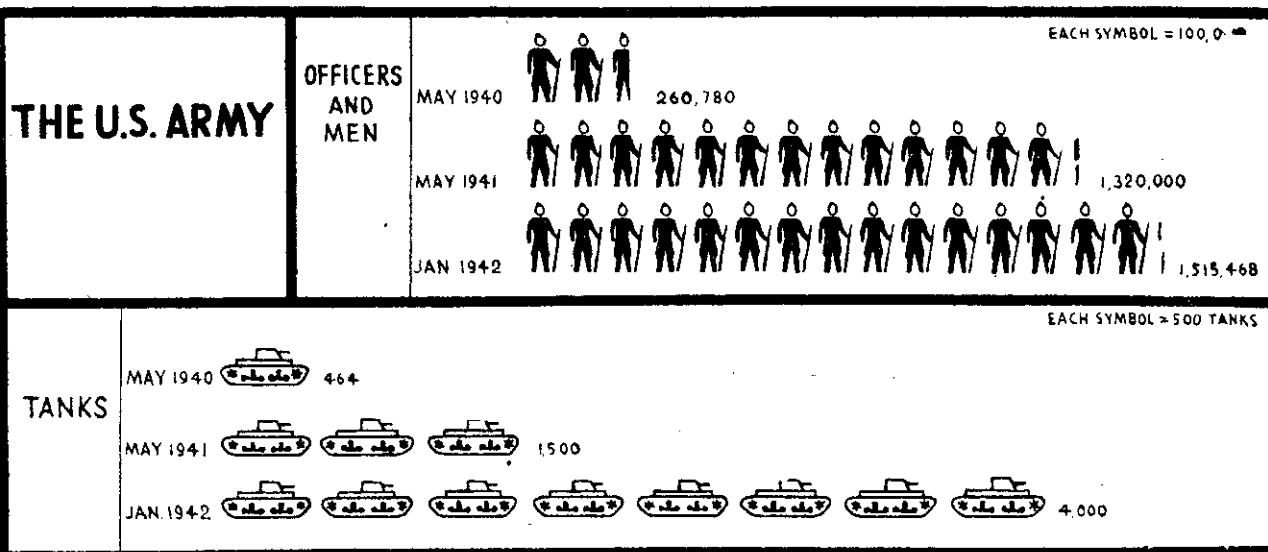 THE U.S. ARMY
OFFICERS
AND
MEN
EACH SYMBOL = 100,0
MAY 1940 260,780
MAY 1941 1,320,000
JAN 1942 1,515,468
TANKS
EACH SYMBOL = 500 TANKS
MAY 1940 464
MAY 1941 1,500
JAN. 1942 4,000